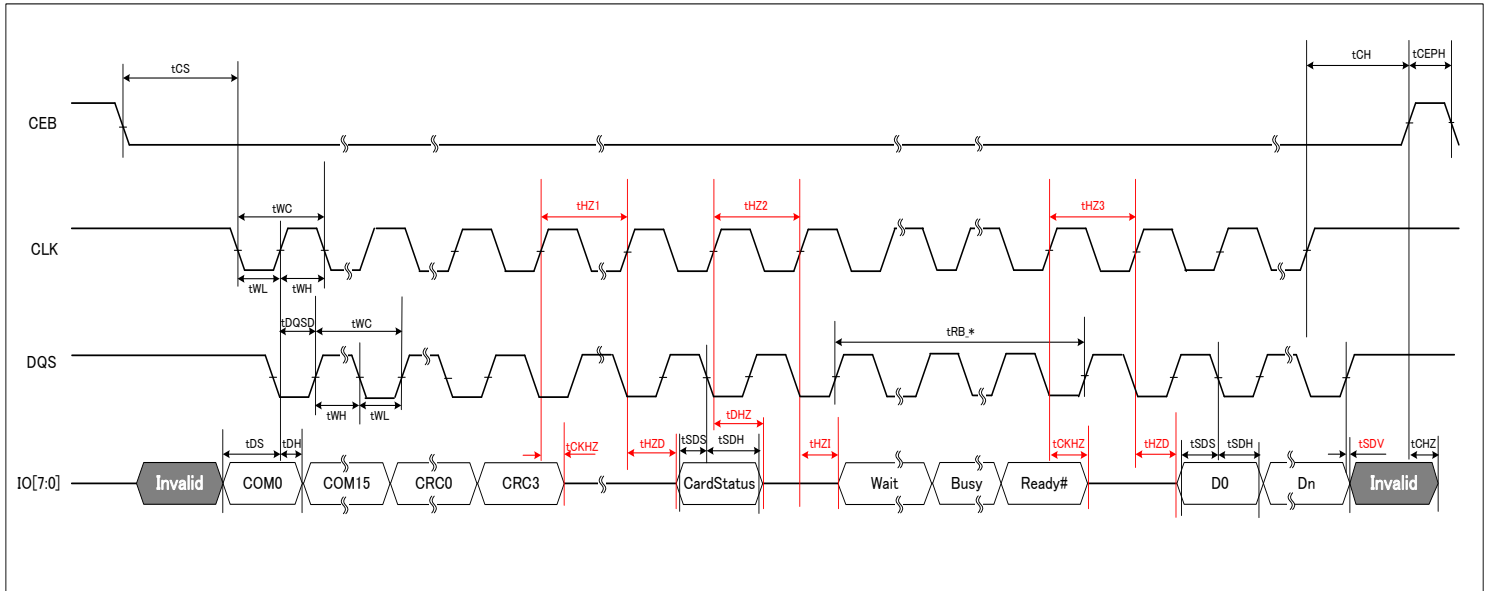 tCS
tCH
tCEPH
CEB
tWC
tHZ1
tHZ2
tHZ3
CLK
tWL
tWH
tDQSD
tWC
tRB_*
DQS
tWH
tWL
tDS
tDH
tCKHZ
tHZD
tSDS
tSDH
tDHZ
tHZI
tCKHZ
tHZD
tSDS
tSDH
tSDV
tCHZ
IO[7:0]
Invalid
COM0
COM15
CRC0
CRC3
CardStatus
Wait
Busy
Ready#
D0
Dn
Invalid